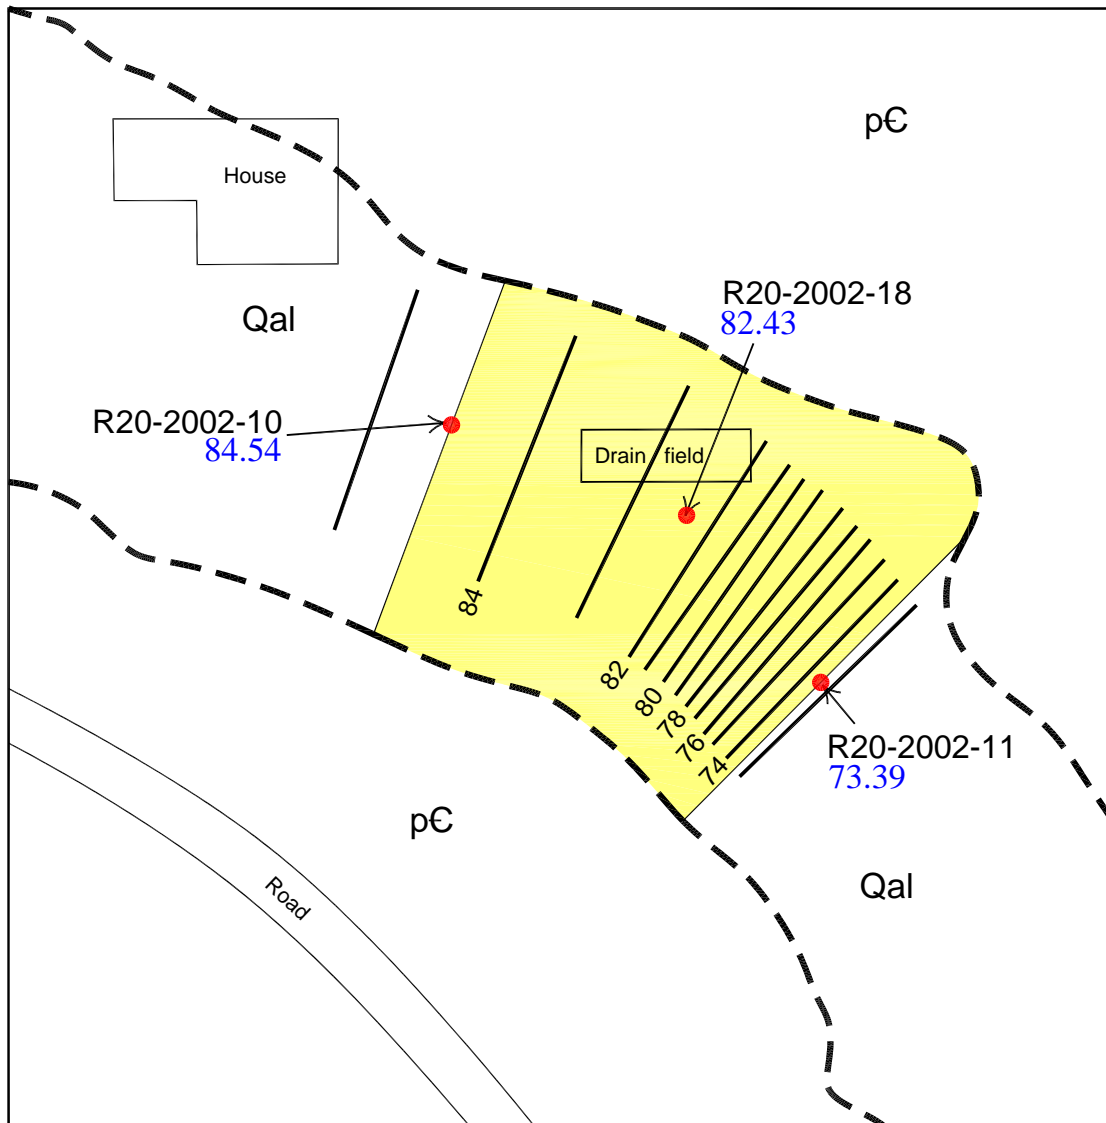 pЄ
House
R20-2002-18
82.43
Qal
R20-2002-10
84.54
Drain field
84
82
80
78
76
74
R20-2002-11
73.39
pЄ
Qal
Road